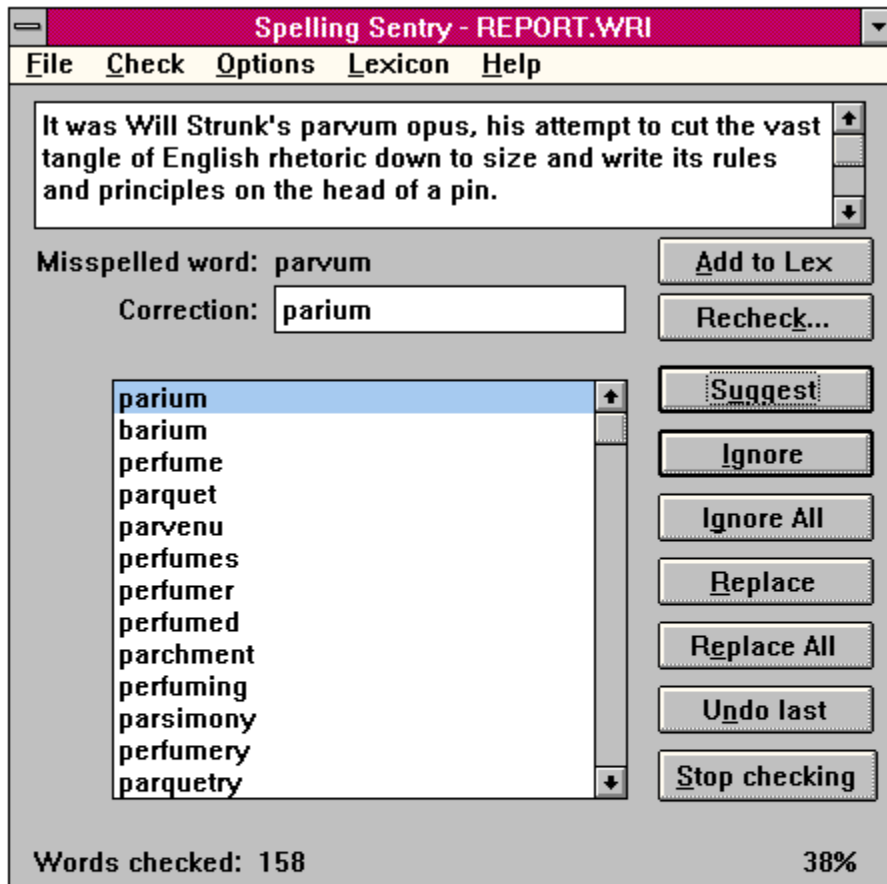 Spelling Sentry - REPORT.WRI
File Check Options Lexicon Help
It was Will Strunk's parvum opus, his attempt to cut the vast
tangle of English rhetoric down to size and write its rules
and principles on the head of a pin.
Misspelled word: parvum
Correction: parium
Add to Lex
Recheck...
parium
barium
perfume
parquet
parvenu
perfumes
perfumer
perfumed
parchment
perfuming
parsimony
perfumery
parquetry
Suggest
Ignore
Ignore All
Replace
Replace All
Undo last
Stop checking
Words checked: 158 38%